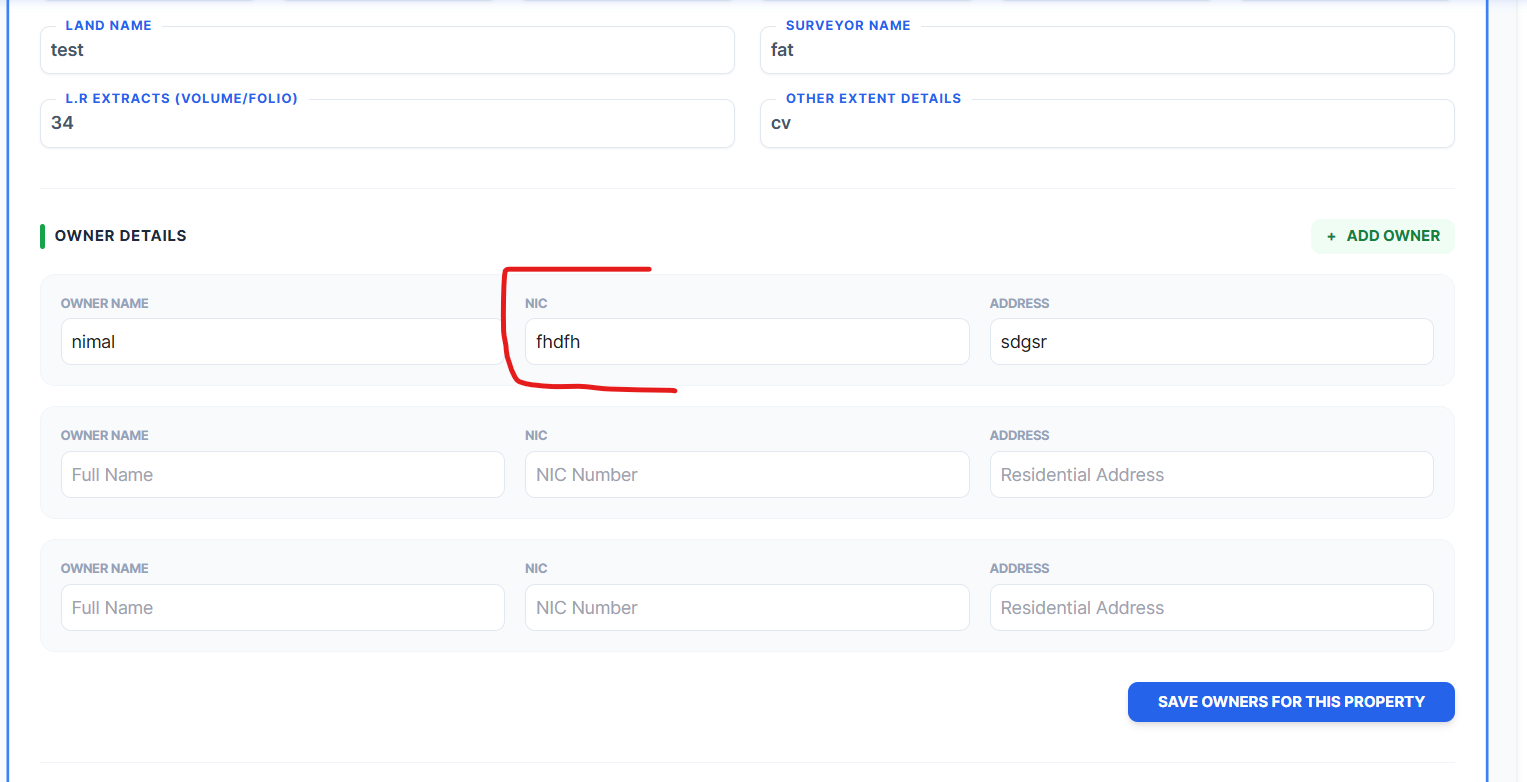 LAND NAME
test
SURVEYOR NAME
fat
L.R EXTRACTS (VOLUME/FOLIO)
34
OTHER EXTENT DETAILS
cv
OWNER DETAILS
+ ADD OWNER
OWNER NAME
nimal
NIC
fhdfh
ADDRESS
sdgsr
OWNER NAME
Full Name
NIC
NIC Number
ADDRESS
Residential Address
OWNER NAME
Full Name
NIC
NIC Number
ADDRESS
Residential Address
SAVE OWNERS FOR THIS PROPERTY